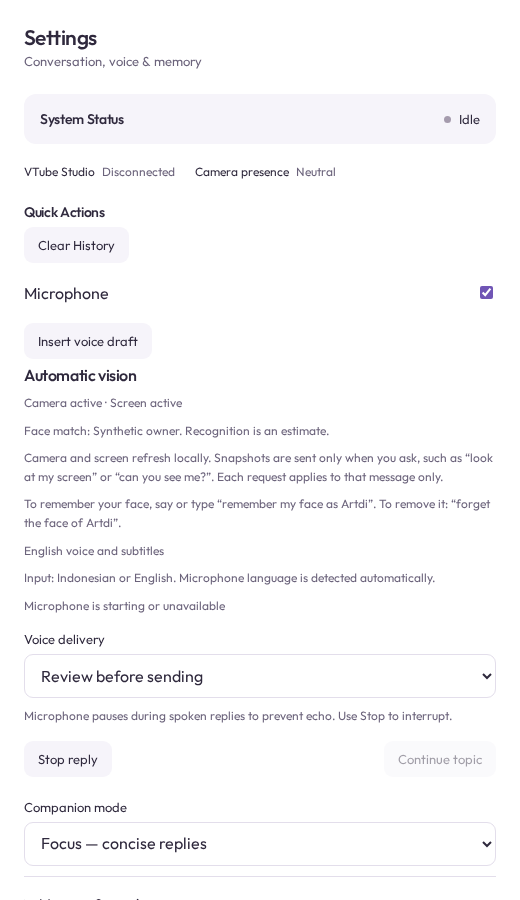 Settings
Conversation, voice & memory
System Status
Idle
VTube Studio Disconnected Camera presence Neutral
Quick Actions
Clear History
Microphone
Insert voice draft
Automatic vision
Camera active · Screen active
Face match: Synthetic owner. Recognition is an estimate.
Camera and screen refresh locally. Snapshots are sent only when you ask, such as “look
at my screen” or “can you see me?”. Each request applies to that message only.
To remember your face, say or type “remember my face as Artdi”. To remove it: “forget
the face of Artdi”.
English voice and subtitles
Input: Indonesian or English. Microphone language is detected automatically.
Microphone is starting or unavailable
Voice delivery
Review before sending
Microphone pauses during spoken replies to prevent echo. Use Stop to interrupt.
Stop reply
Continue topic
Companion mode
Focus — concise replies